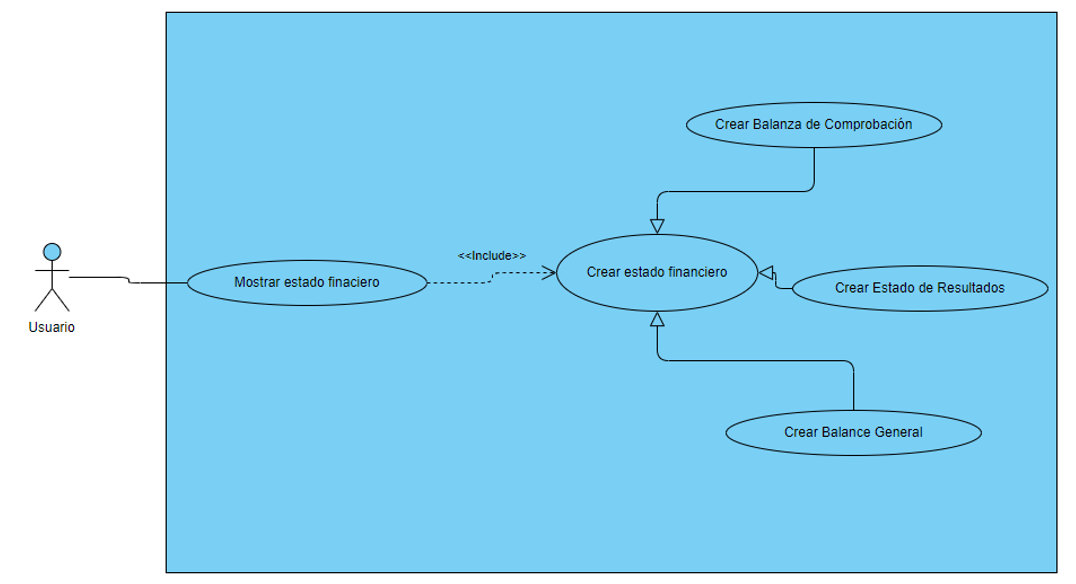 Crear Balanza de Comprobación
<<Include>>
Crear estado financiero
Mostrar estado finaciero
Crear Estado de Resultados
Usuario
Crear Balance General